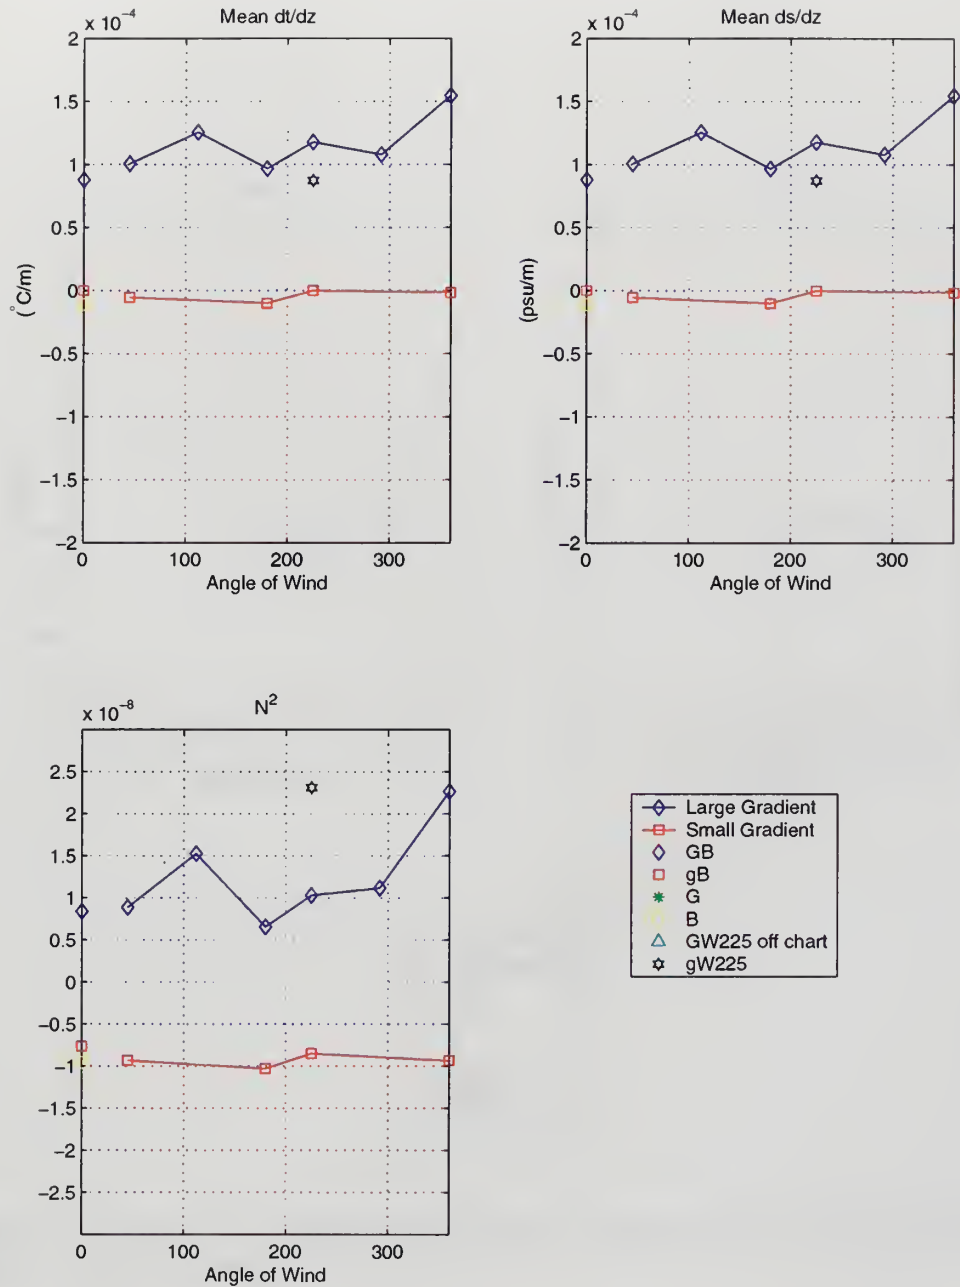 x 10⁻⁴
Mean dt/dz
2
1.5
1
0.5
0
−0.5
−1
−1.5
−2
(°C/m)
0
100
200
300
Angle of Wind
x 10⁻⁴
Mean ds/dz
2
1.5
1
0.5
0
−0.5
−1
−1.5
−2
(psu/m)
0
100
200
300
Angle of Wind
x 10⁻⁸
N²
2.5
2
1.5
1
0.5
0
−0.5
−1
−1.5
−2
−2.5
0
100
200
300
Angle of Wind
Large Gradient
Small Gradient
GB
gB
G
B
GW225 off chart
gW225